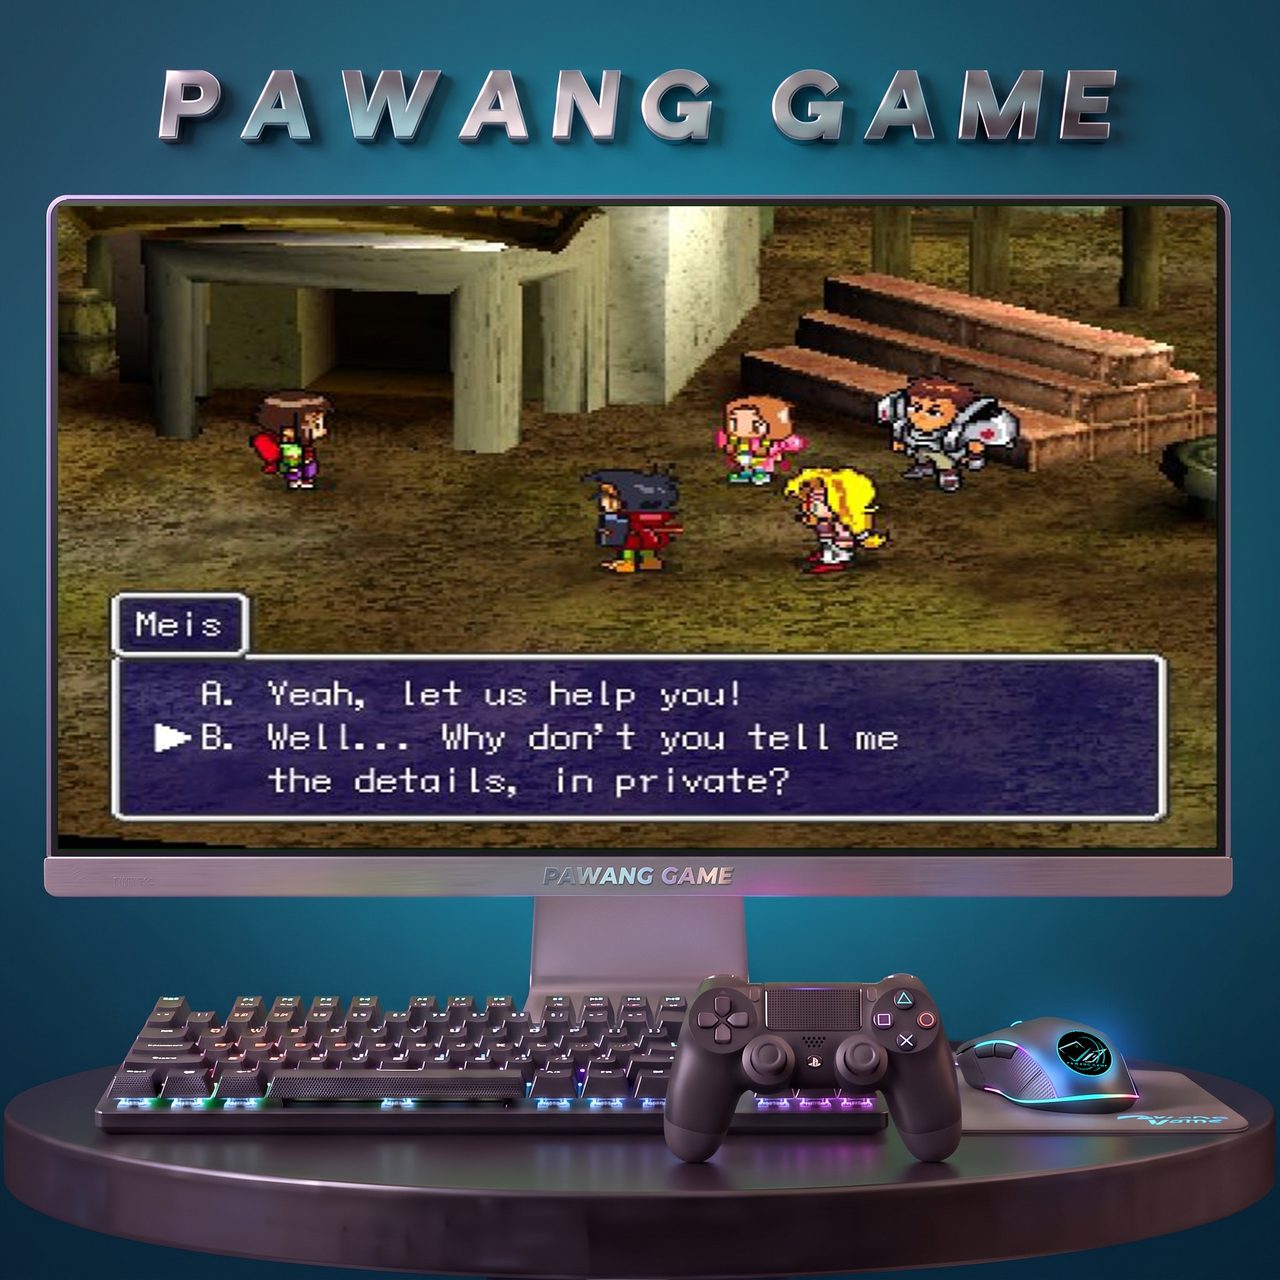 PAWANG GAME
Meis
A. Yeah, let us help you!
B. Well... Why don't you tell me
the details, in private?
PAWANG GAME